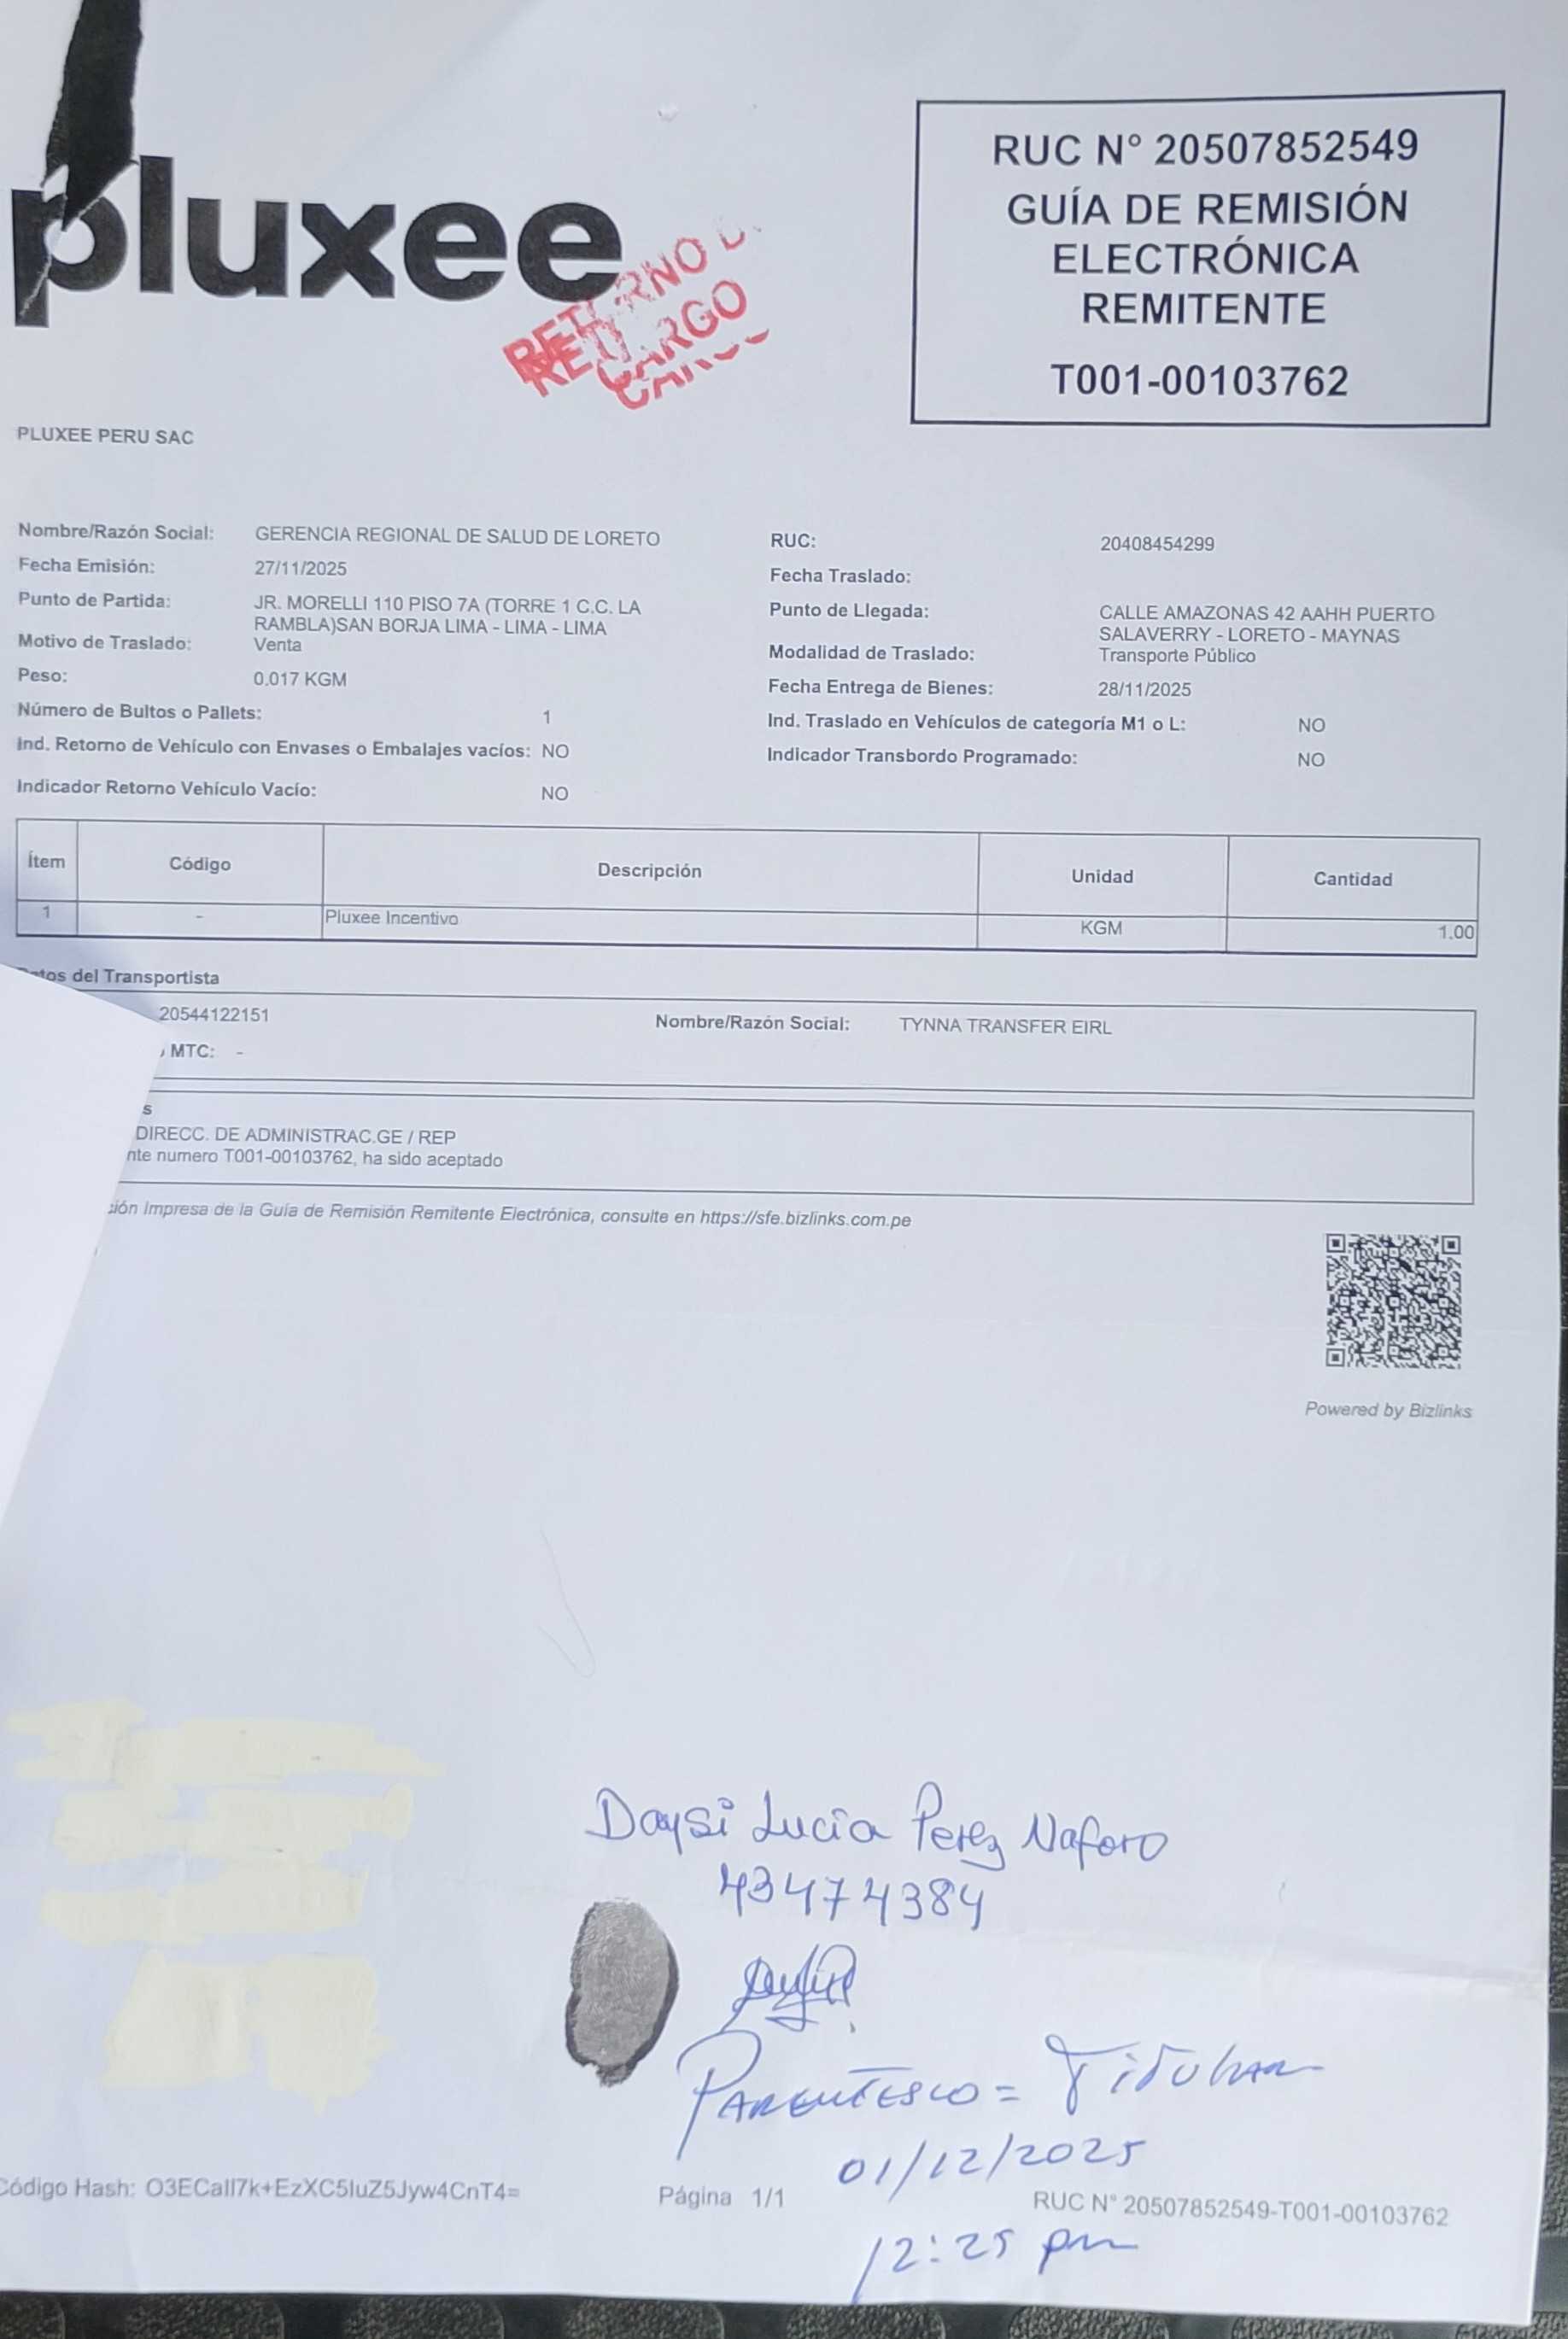 pluxee
RETORNO D
CARGO
RUC N° 20507852549
GUÍA DE REMISIÓN
ELECTRÓNICA
REMITENTE
T001-00103762
PLUXEE PERU SAC
Nombre/Razón Social: GERENCIA REGIONAL DE SALUD DE LORETO
RUC: 20408454299
Fecha Emisión: 27/11/2025
Fecha Traslado:
Punto de Partida: JR. MORELLI 110 PISO 7A (TORRE 1 C.C. LA
RAMBLA)SAN BORJA LIMA - LIMA - LIMA
Punto de Llegada: CALLE AMAZONAS 42 AAHH PUERTO
SALAVERRY - LORETO - MAYNAS
Motivo de Traslado: Venta
Modalidad de Traslado: Transporte Público
Peso: 0.017 KGM
Fecha Entrega de Bienes: 28/11/2025
Número de Bultos o Pallets: 1
Ind. Traslado en Vehículos de categoría M1 o L: NO
Ind. Retorno de Vehículo con Envases o Embalajes vacíos: NO
Indicador Transbordo Programado: NO
Indicador Retorno Vehículo Vacío: NO
Ítem Código Descripción Unidad Cantidad
1 - Pluxee Incentivo KGM 1.00
tos del Transportista
20544122151 Nombre/Razón Social: TYNNA TRANSFER EIRL
MTC: -
s
DIRECC. DE ADMINISTRAC.GE / REP
nte numero T001-00103762, ha sido aceptado
ión Impresa de la Guía de Remisión Remitente Electrónica, consulte en https://sfe.bizlinks.com.pe
Powered by Bizlinks
Daysi Lucia Perez Naforo
43474384
PARENTESCO = Titular
01/12/2025
Código Hash: O3ECaII7k+EzXC5IuZ5Jyw4CnT4=
Página 1/1
RUC N° 20507852549-T001-00103762
12:25 pm